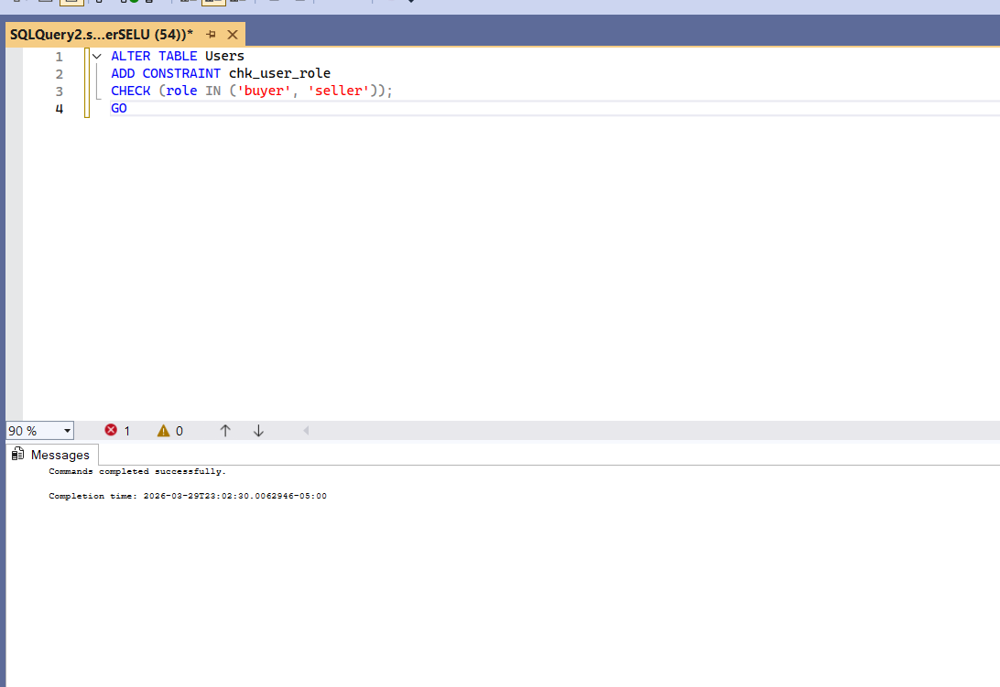 SQLQuery2.s...erSELU (54))*
1 ALTER TABLE Users
2 ADD CONSTRAINT chk_user_role
3 CHECK (role IN ('buyer', 'seller'));
4 GO
90 % 1 0
Messages
Commands completed successfully.
Completion time: 2026-03-29T23:02:30.0062946-05:00